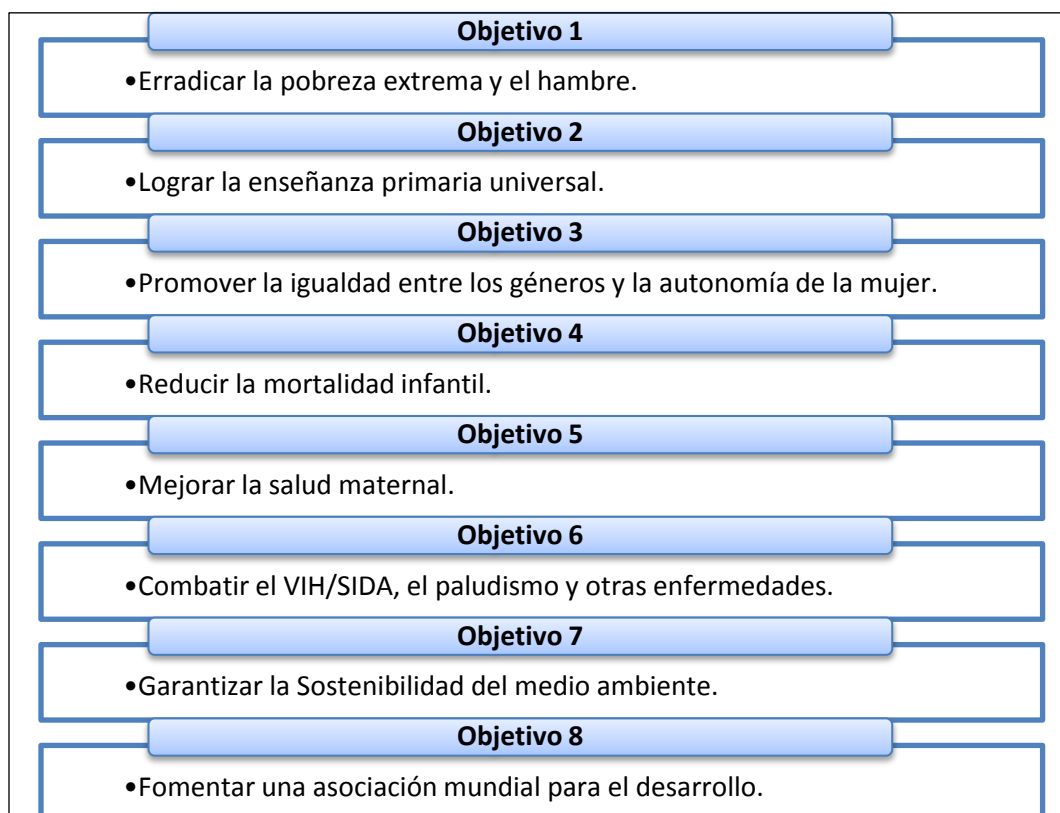 Objetivo 1
•Erradicar la pobreza extrema y el hambre.
Objetivo 2
•Lograr la enseñanza primaria universal.
Objetivo 3
•Promover la igualdad entre los géneros y la autonomía de la mujer.
Objetivo 4
•Reducir la mortalidad infantil.
Objetivo 5
•Mejorar la salud maternal.
Objetivo 6
•Combatir el VIH/SIDA, el paludismo y otras enfermedades.
Objetivo 7
•Garantizar la Sostenibilidad del medio ambiente.
Objetivo 8
•Fomentar una asociación mundial para el desarrollo.